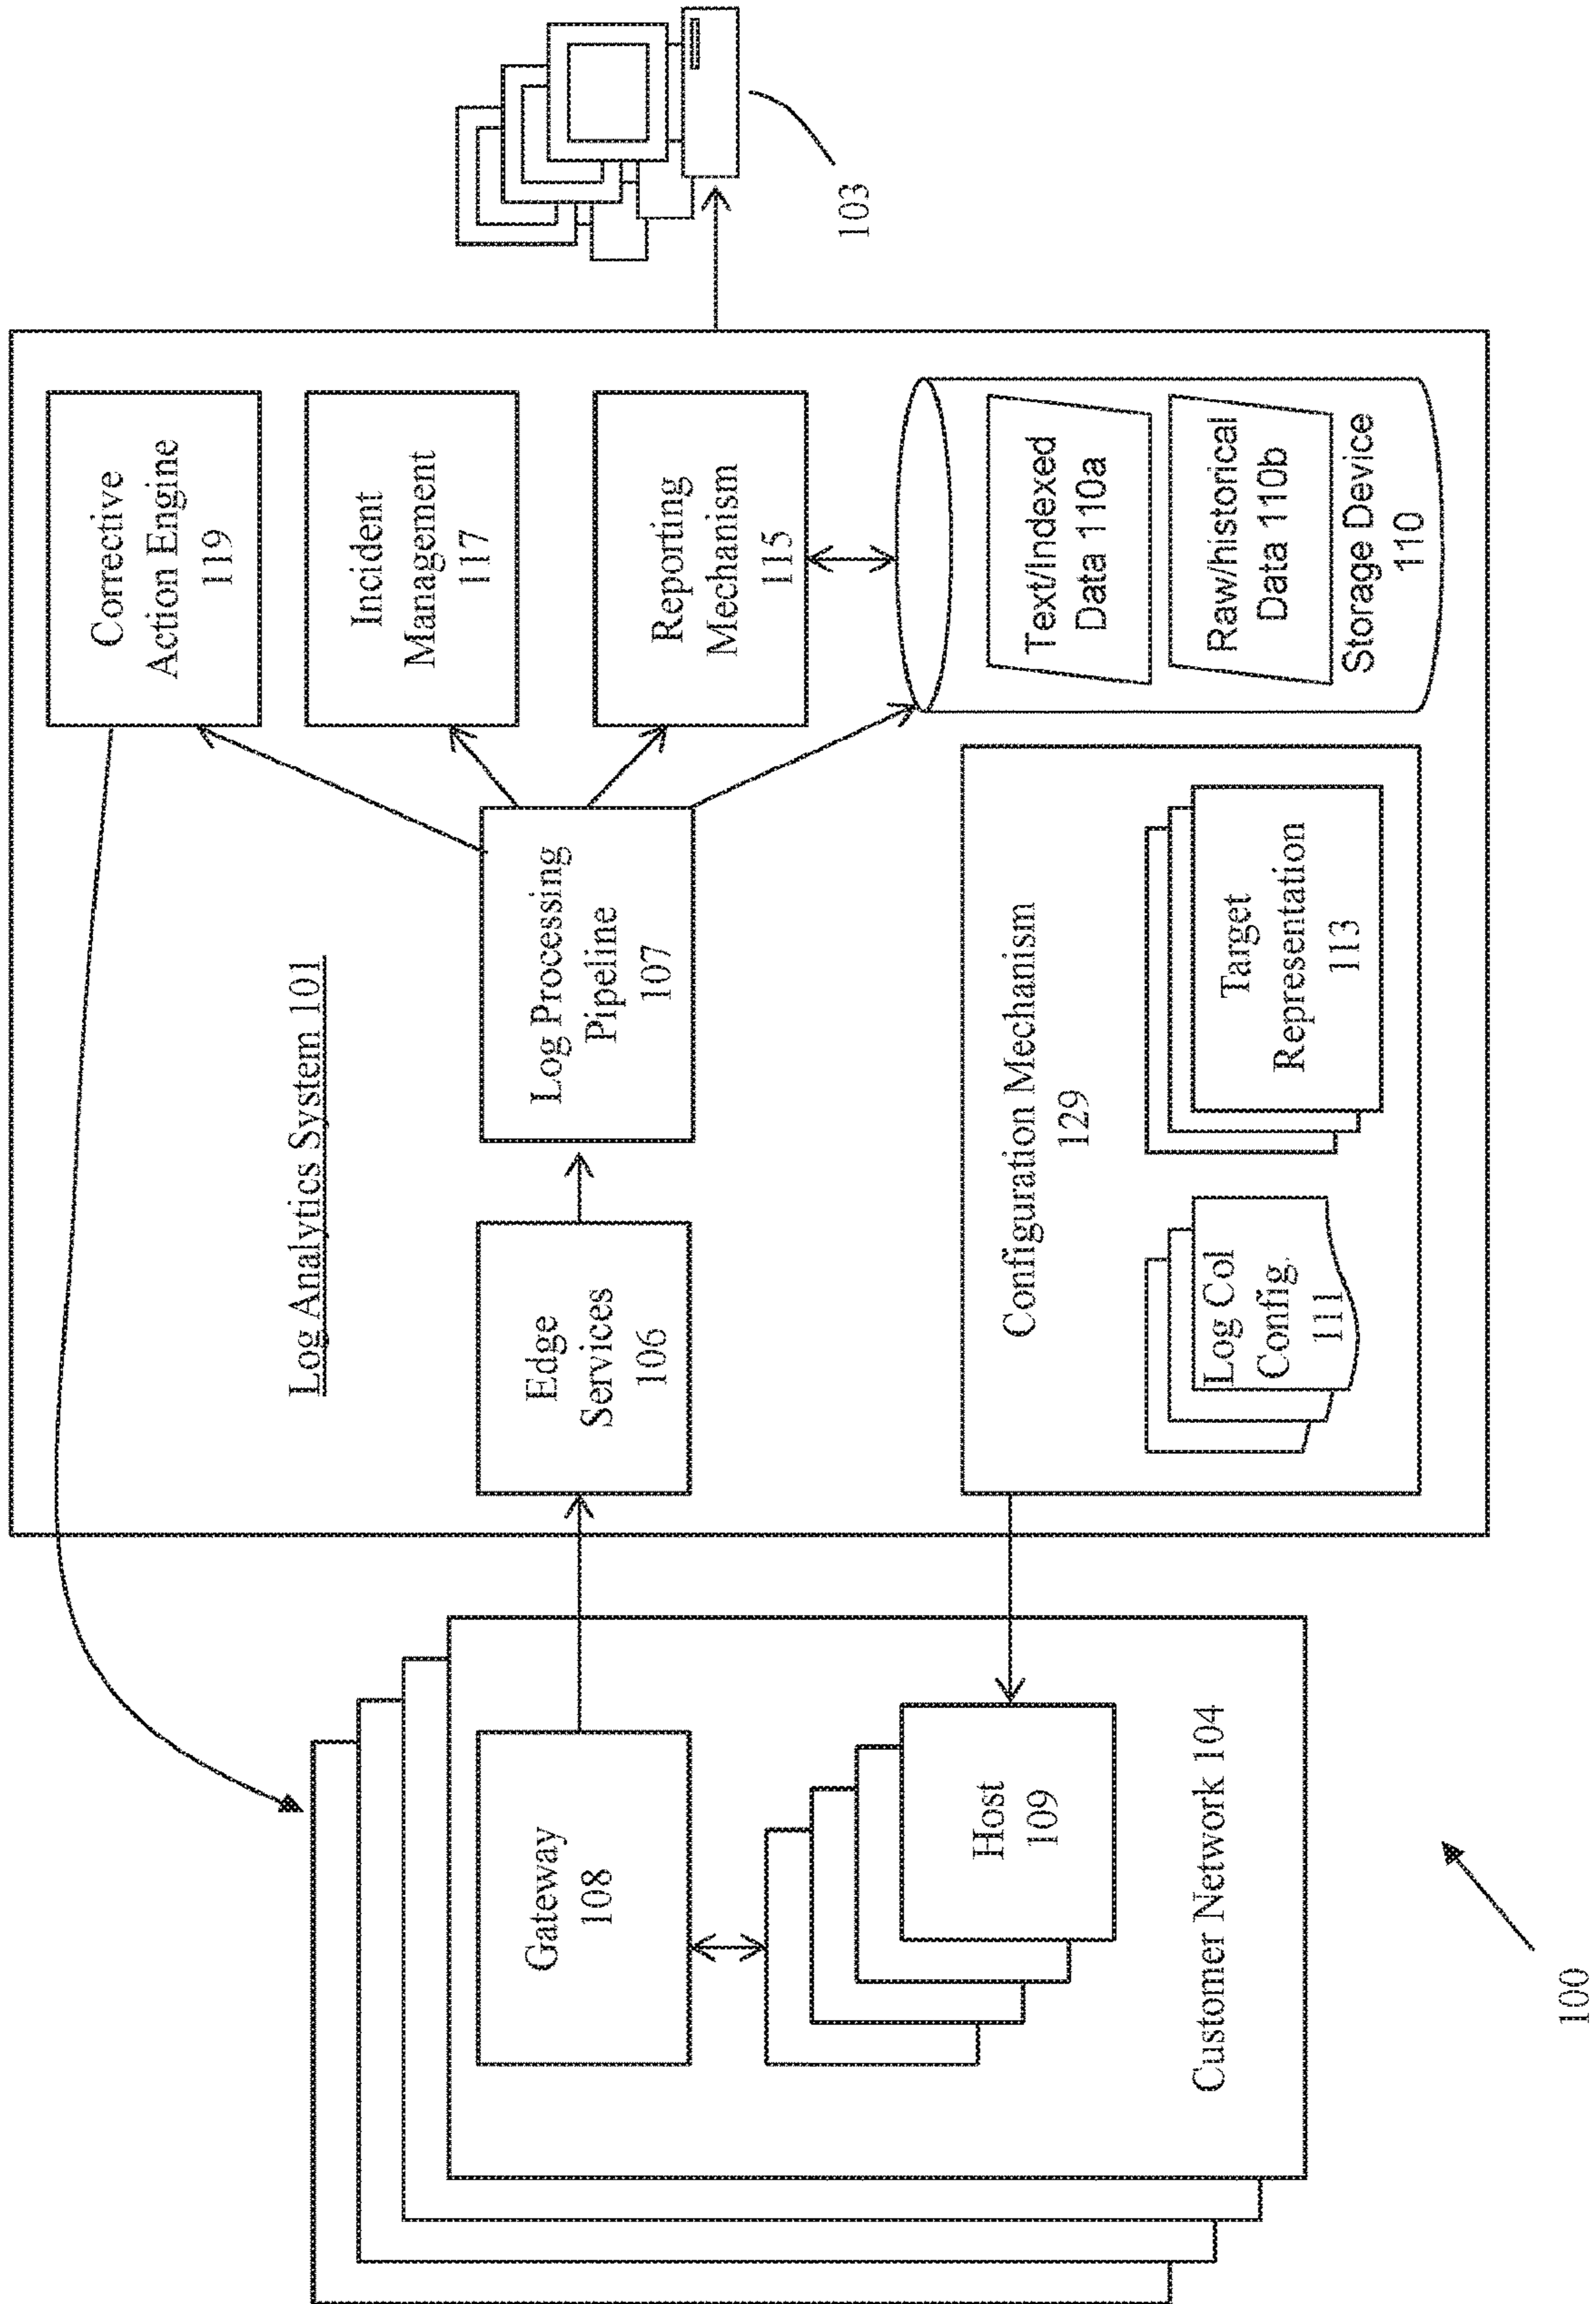 Log Analytics System 101
Corrective
Action Engine
119
Incident
Management
117
Reporting
Mechanism
115
Log Processing
Pipeline
107
Edge
Services
106
Gateway
108
Host
109
Customer Network 104
Configuration Mechanism
129
Log Col
Config.
111
Target
Representation
113
Text/Indexed
Data 110a
Raw/historical
Data 110b
Storage Device
110
103
100